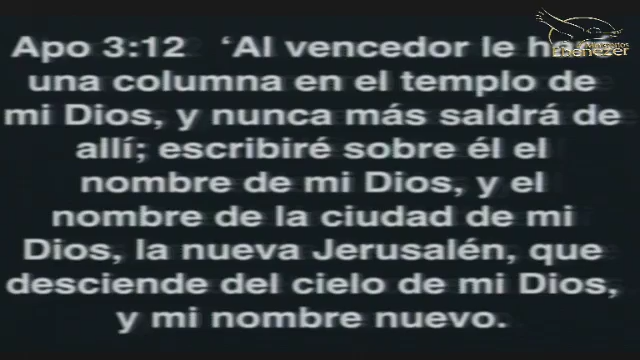 Apo 3:12 ‘Al vencedor le haré
una columna en el templo de
mi Dios, y nunca más saldrá de
allí; escribiré sobre él el
nombre de mi Dios, y el
nombre de la ciudad de mi
Dios, la nueva Jerusalén, que
desciende del cielo de mi Dios,
y mi nombre nuevo.
Ebenezer